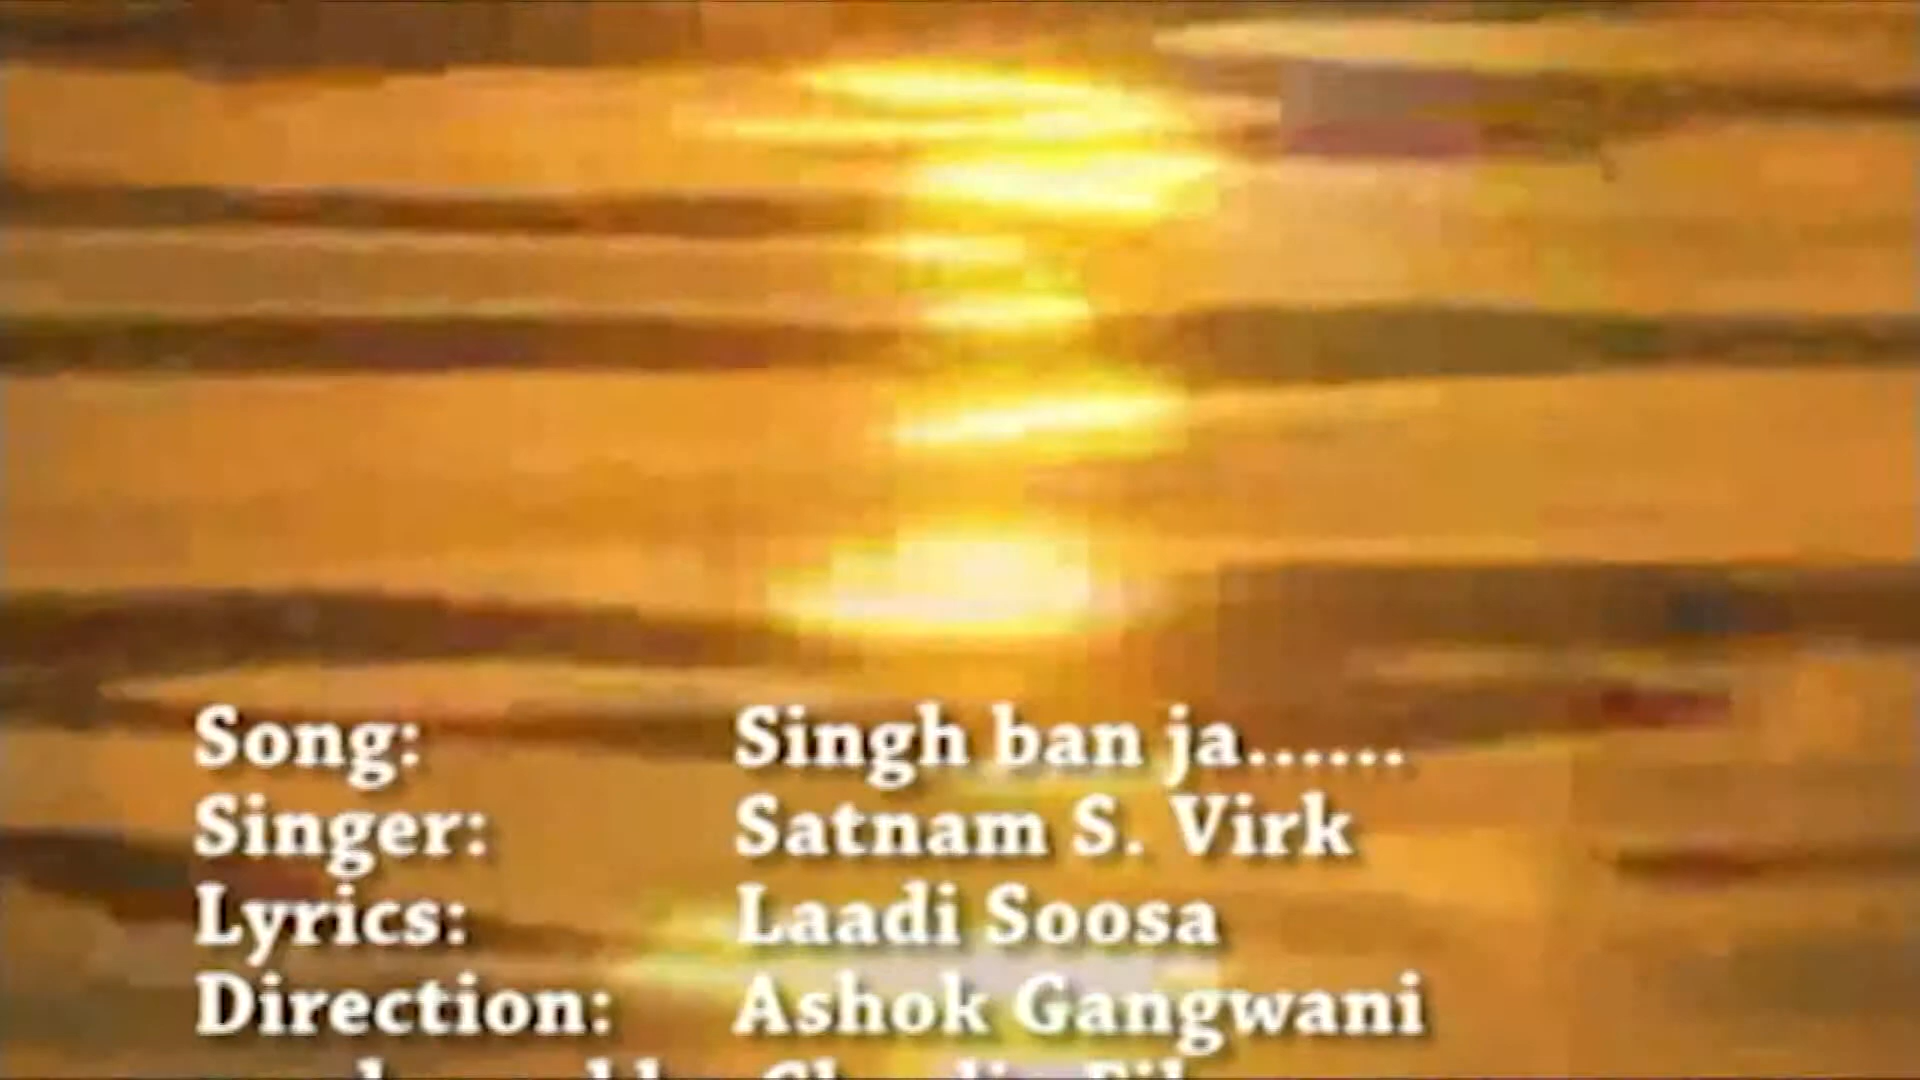 Song: Singh ban ja......
Singer: Satnam S. Virk
Lyrics: Laadi Soosa
Direction: Ashok Gangwani